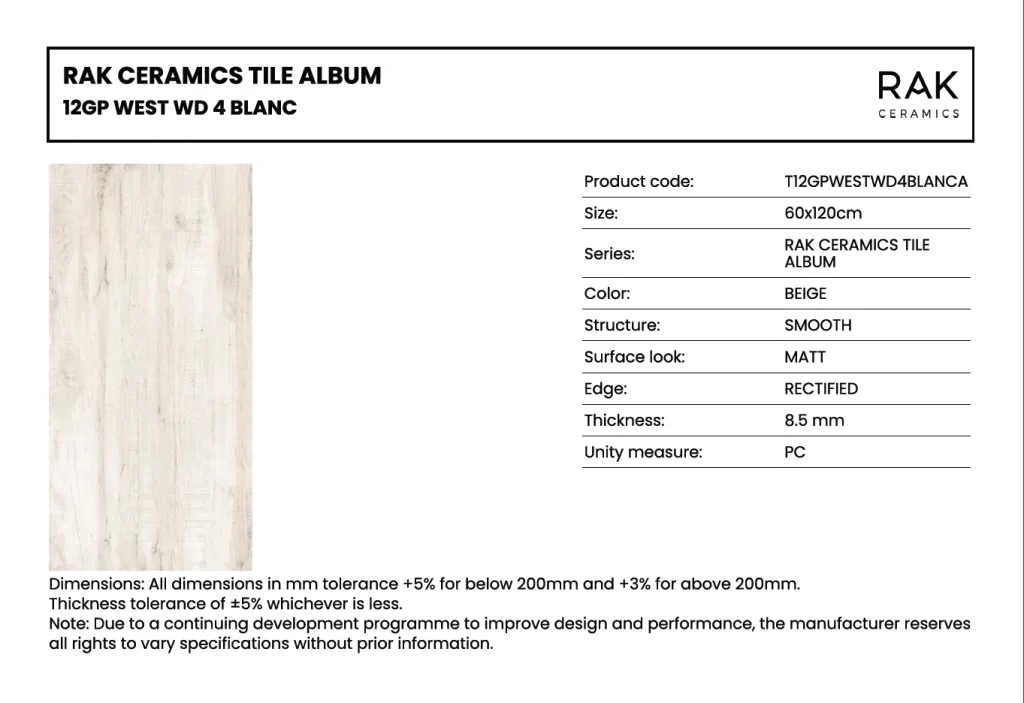 RAK CERAMICS TILE ALBUM
12GP WEST WD 4 BLANC
RAK
CERAMICS
Product code: T12GPWESTWD4BLANCA
Size: 60x120cm
Series: RAK CERAMICS TILE
ALBUM
Color: BEIGE
Structure: SMOOTH
Surface look: MATT
Edge: RECTIFIED
Thickness: 8.5 mm
Unity measure: PC
Dimensions: All dimensions in mm tolerance +5% for below 200mm and +3% for above 200mm.
Thickness tolerance of ±5% whichever is less.
Note: Due to a continuing development programme to improve design and performance, the manufacturer reserves
all rights to vary specifications without prior information.